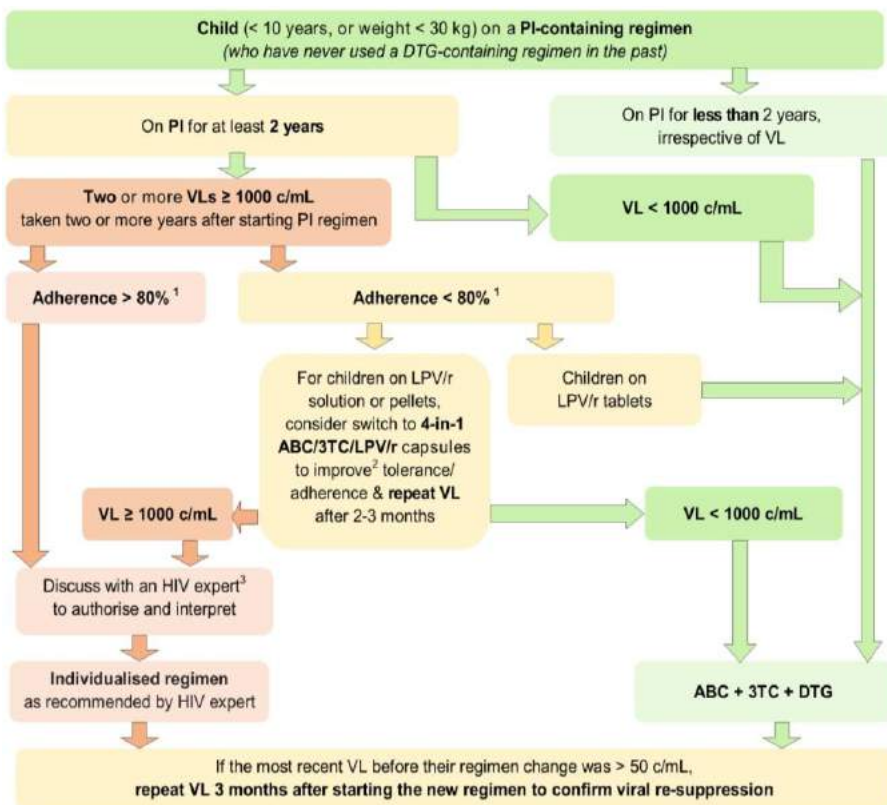 Child (< 10 years, or weight < 30 kg) on a PI-containing regimen
(who have never used a DTG-containing regimen in the past)
On PI for at least 2 years
On PI for less than 2 years,
irrespective of VL
Two or more VLs ≥ 1000 c/mL
taken two or more years after starting PI regimen
VL < 1000 c/mL
Adherence > 80% ¹
Adherence < 80% ¹
For children on LPV/r
solution or pellets,
consider switch to 4-in-1
ABC/3TC/LPV/r capsules
to improve² tolerance/
adherence & repeat VL
after 2-3 months
Children on
LPV/r tablets
VL ≥ 1000 c/mL
VL < 1000 c/mL
Discuss with an HIV expert³
to authorise and interpret
Individualised regimen
as recommended by HIV expert
ABC + 3TC + DTG
If the most recent VL before their regimen change was > 50 c/mL,
repeat VL 3 months after starting the new regimen to confirm viral re-suppression